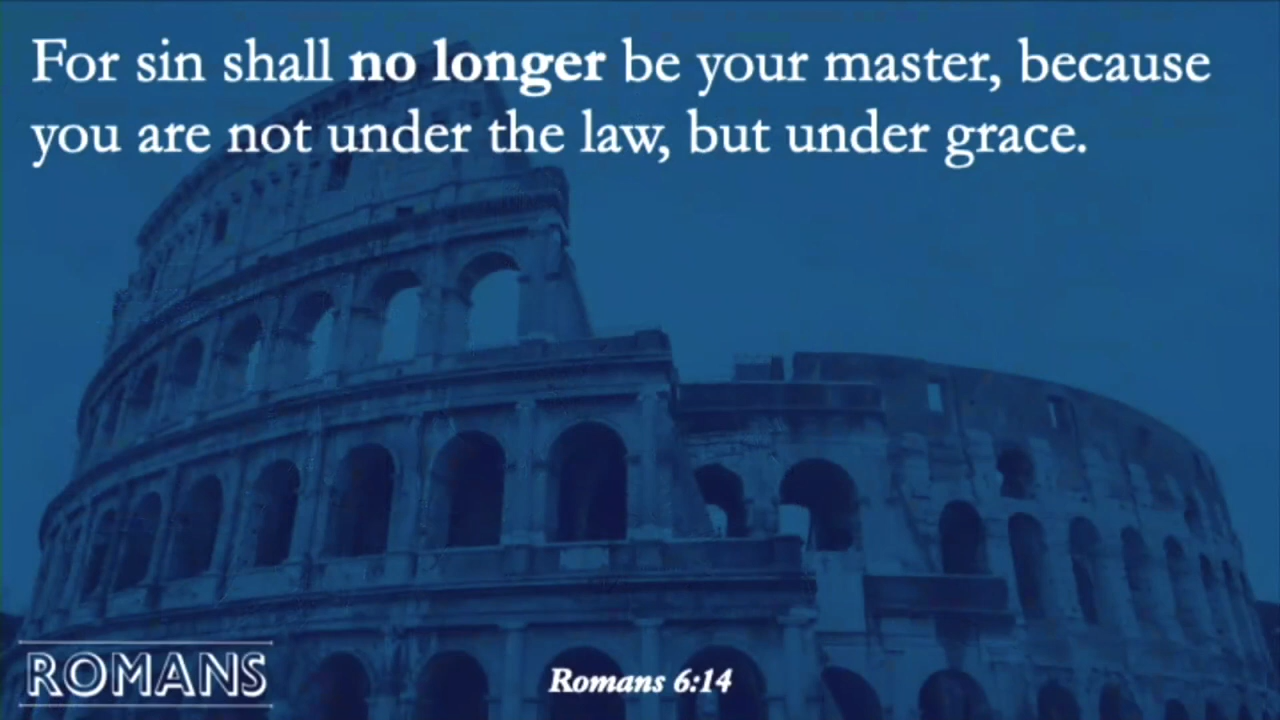 For sin shall no longer be your master, because
you are not under the law, but under grace.
ROMANS
Romans 6:14